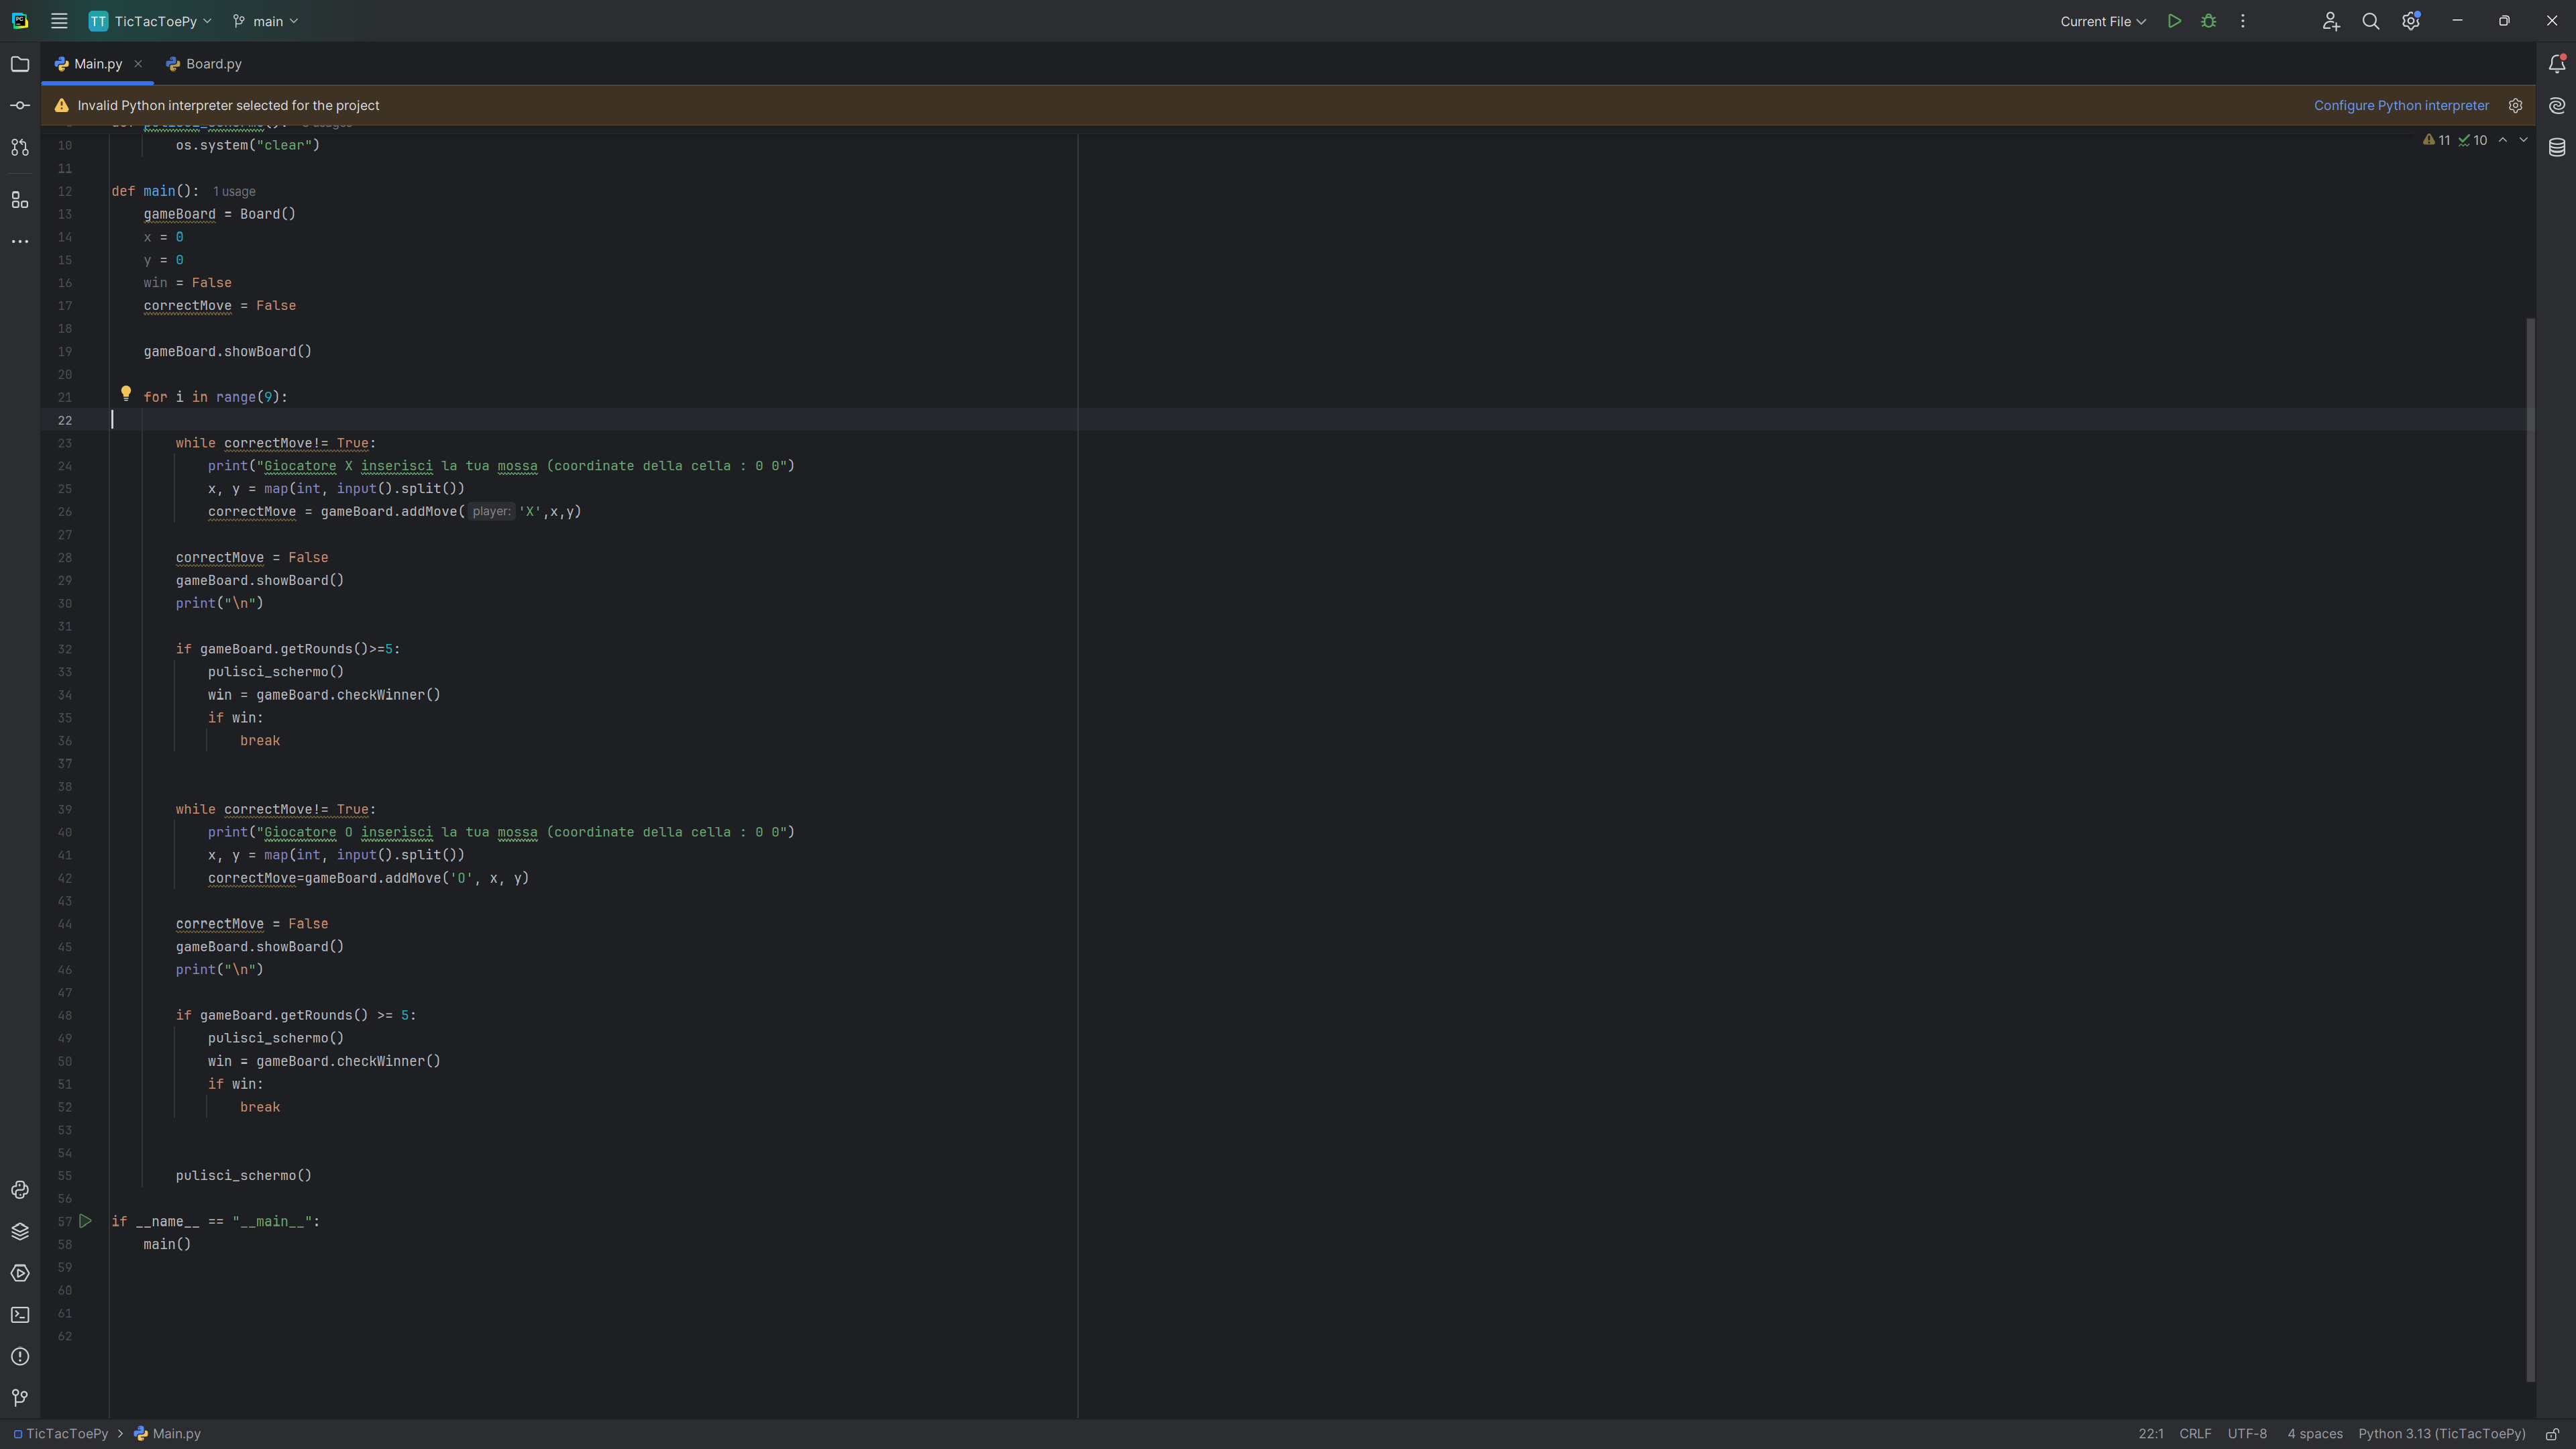 TT TicTacToePy main Current File
Main.py Board.py
Invalid Python interpreter selected for the project Configure Python interpreter
10 os.system("clear") 11 10
11
12 def main(): 1 usage
13 gameBoard = Board()
14 x = 0
15 y = 0
16 win = False
17 correctMove = False
18
19 gameBoard.showBoard()
20
21 for i in range(9):
22
23 while correctMove!= True:
24 print("Giocatore X inserisci la tua mossa (coordinate della cella : 0 0")
25 x, y = map(int, input().split())
26 correctMove = gameBoard.addMove( player: 'X',x,y)
27
28 correctMove = False
29 gameBoard.showBoard()
30 print("\n")
31
32 if gameBoard.getRounds()>=5:
33 pulisci_schermo()
34 win = gameBoard.checkWinner()
35 if win:
36 break
37
38
39 while correctMove!= True:
40 print("Giocatore O inserisci la tua mossa (coordinate della cella : 0 0")
41 x, y = map(int, input().split())
42 correctMove=gameBoard.addMove('O', x, y)
43
44 correctMove = False
45 gameBoard.showBoard()
46 print("\n")
47
48 if gameBoard.getRounds() >= 5:
49 pulisci_schermo()
50 win = gameBoard.checkWinner()
51 if win:
52 break
53
54
55 pulisci_schermo()
56
57 if __name__ == "__main__":
58 main()
59
60
61
62
TicTacToePy > Main.py 22:1 CRLF UTF-8 4 spaces Python 3.13 (TicTacToePy)